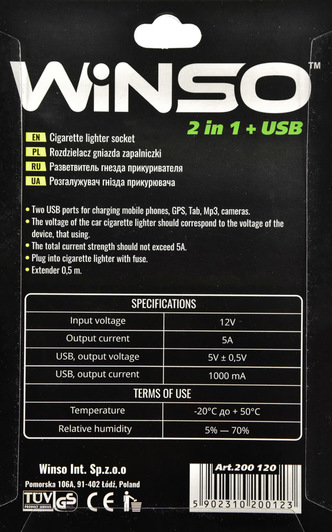 WiNSO™
2 in 1 + USB
EN Cigarette lighter socket
PL Rozdzielacz gniazda zapalniczki
RU Разветвитель гнезда прикуривателя
UA Розгалужувач гнізда прикурювача
• Two USB ports for charging mobile phones, GPS, Tab, Mp3, cameras.
• The voltage of the car cigarette lighter should correspond to the voltage of the
device, that using.
• The total current strength should not exceed 5A.
• Plug into cigarette lighter with fuse.
• Extender 0,5 m.
SPECIFICATIONS
Input voltage 12V
Output current 5A
USB, output voltage 5V ± 0,5V
USB, output current 1000 mA
TERMS OF USE
Temperature -20°C до + 50°C
Relative humidity 5% — 70%
Winso Int. Sp.z.o.o
Pomorska 106A, 91-402 Łódź, Poland
TÜV GS CE
Art.200 120
5 902310 200123